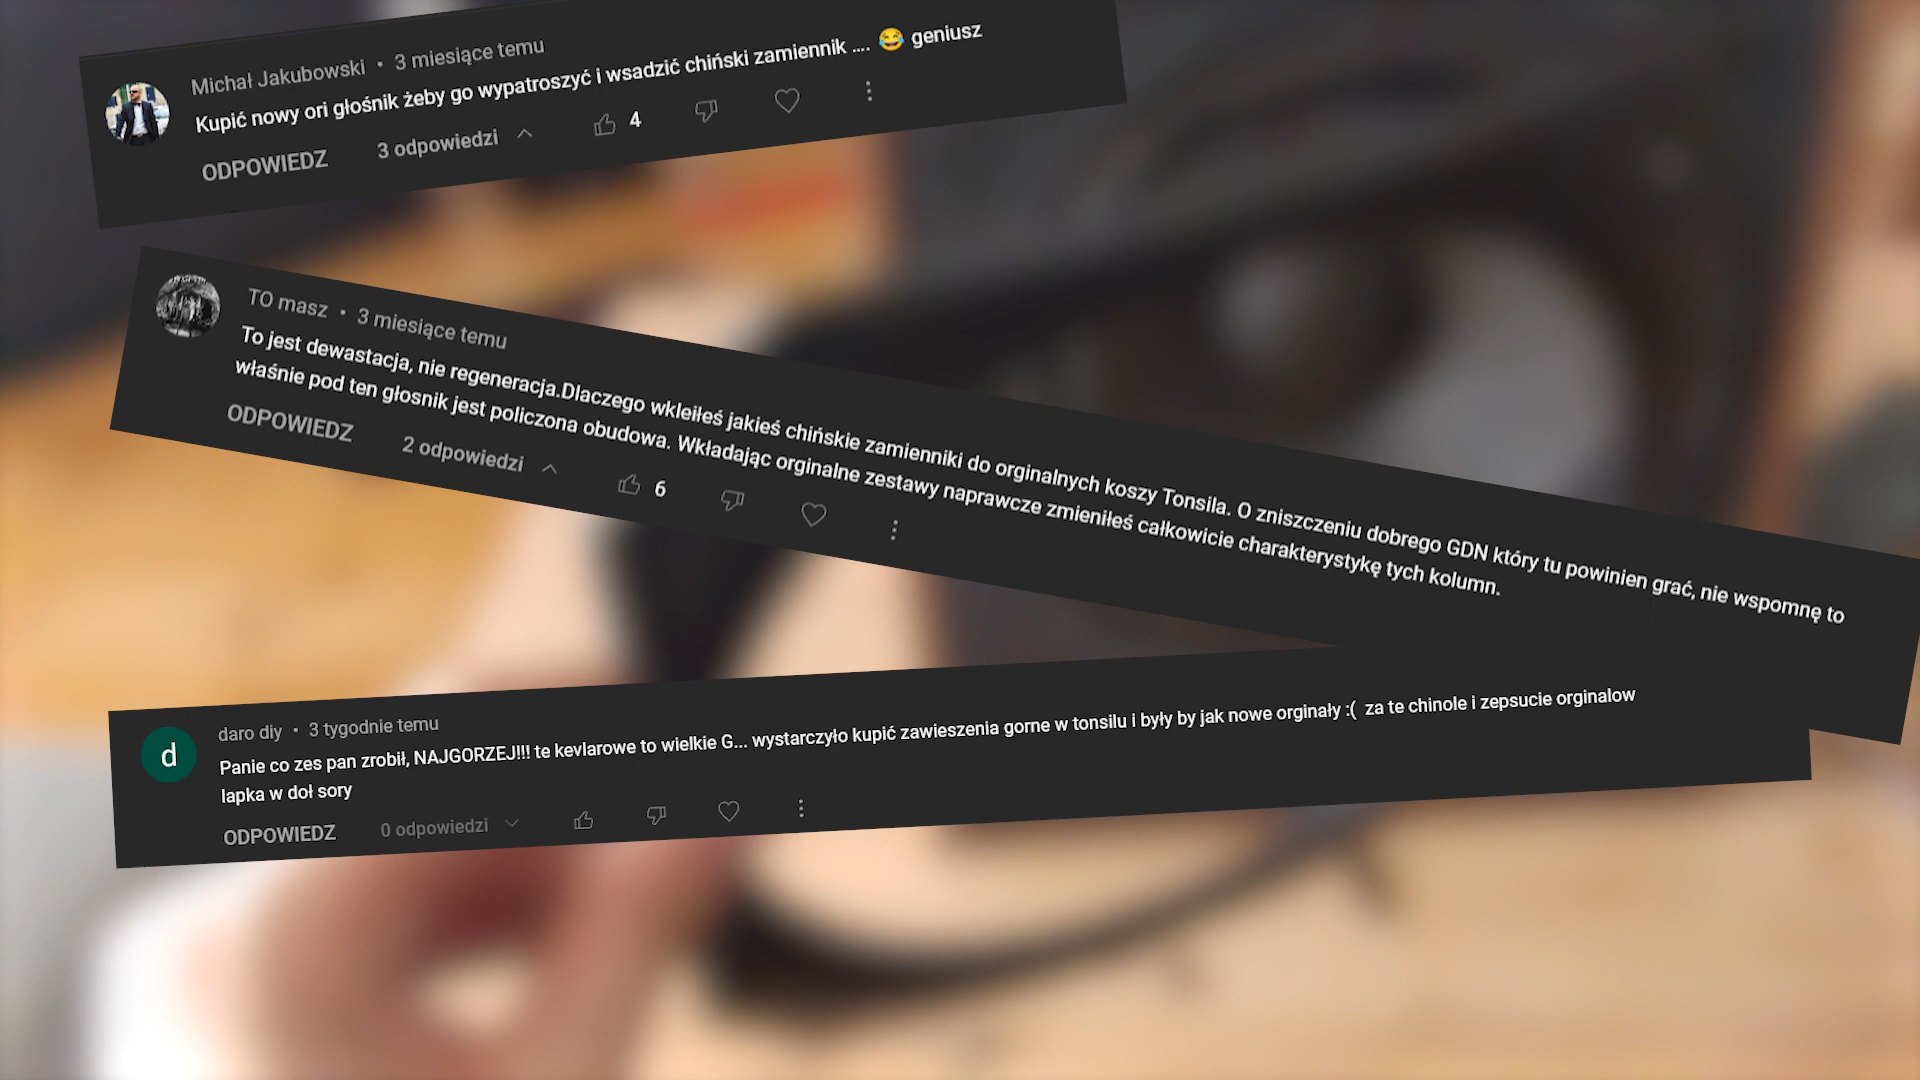 Michał Jakubowski • 3 miesiące temu
Kupić nowy ori głośnik żeby go wypatroszyć i wsadzić chiński zamiennik .... 😂 geniusz
ODPOWIEDZ 3 odpowiedzi 4
TO masz • 3 miesiące temu
To jest dewastacja, nie regeneracja.Dlaczego wkleiłeś jakieś chińskie zamienniki do orginalnych koszy Tonsila. O zniszczeniu dobrego GDN który tu powinien grać, nie wspomnę to
właśnie pod ten głosnik jest policzona obudowa. Wkładając orginalne zestawy naprawcze zmieniłeś całkowicie charakterystykę tych kolumn.
ODPOWIEDZ 2 odpowiedzi 6
d
daro diy • 3 tygodnie temu
Panie co zes pan zrobił, NAJGORZEJ!!! te kevlarowe to wielkie G... wystarczyło kupić zawieszenia gorne w tonsilu i były by jak nowe orginały :( za te chinole i zepsucie orginalow
lapka w doł sory
ODPOWIEDZ 0 odpowiedzi